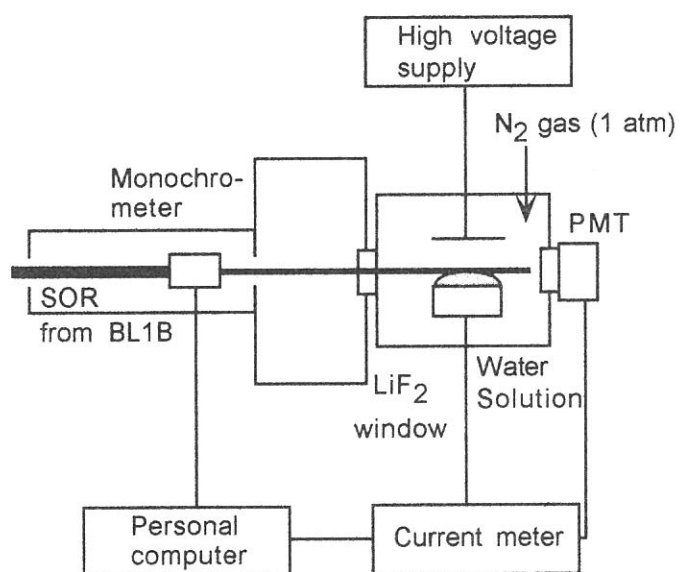 High voltage
supply
N2 gas (1 atm)
Monochro-
meter
PMT
SOR
from BL1B
LiF2
window
Water
Solution
Personal
computer
Current meter